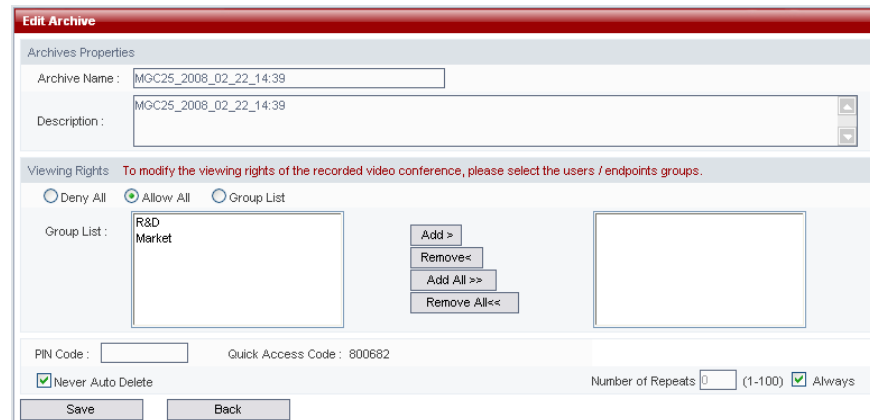 Edit Archive
Archives Properties
Archive Name : MGC25_2008_02_22_14:39
Description : MGC25_2008_02_22_14:39
Viewing Rights To modify the viewing rights of the recorded video conference, please select the users / endpoints groups.
Deny All Allow All Group List
Group List :
R&D
Market
Add >
Remove<
Add All >>
Remove All<<
PIN Code : Quick Access Code : 800682
Never Auto Delete Number of Repeats 0 (1-100) Always
Save Back